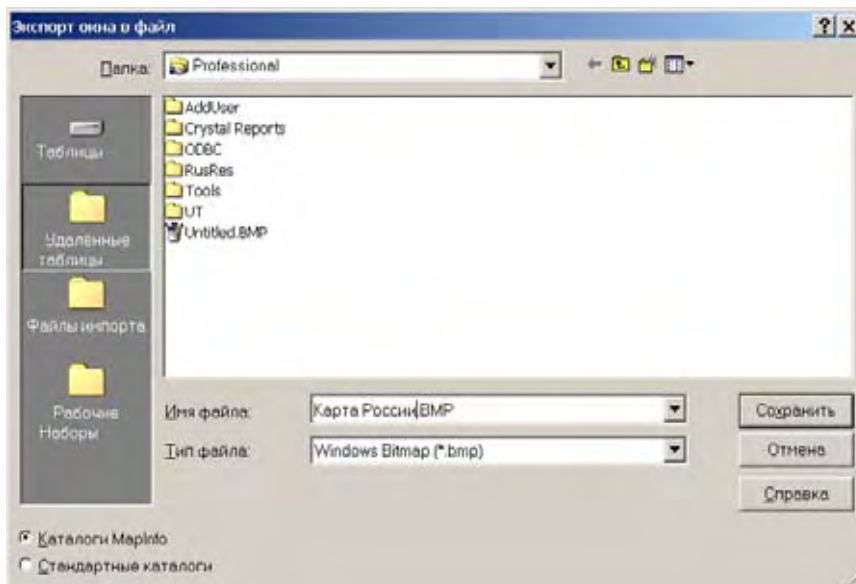 Экспорт окна в файл
Папка:
Professional
AddUser
Crystal Reports
ODBC
RusRes
Tools
UT
Untitled.BMP
Таблицы
Удалённые
таблицы
Файлы импорта
Рабочие
Наборы
Имя файла:
Карта России.BMP
Сохранить
Тип файла:
Windows Bitmap (*.bmp)
Отмена
Справка
Каталоги MapInfo
Стандартные каталоги